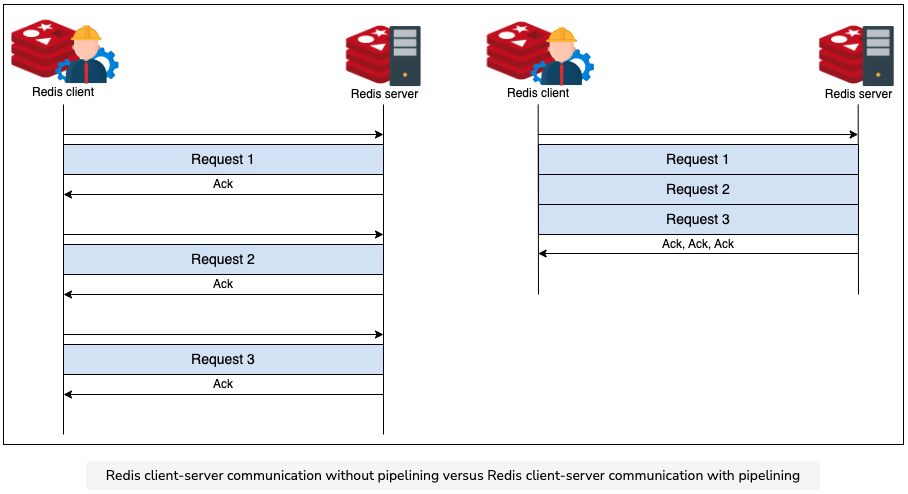 Redis client
Redis server
Request 1
Ack
Request 2
Ack
Request 3
Ack
Redis client
Redis server
Request 1
Request 2
Request 3
Ack, Ack, Ack
Redis client-server communication without pipelining versus Redis client-server communication with pipelining